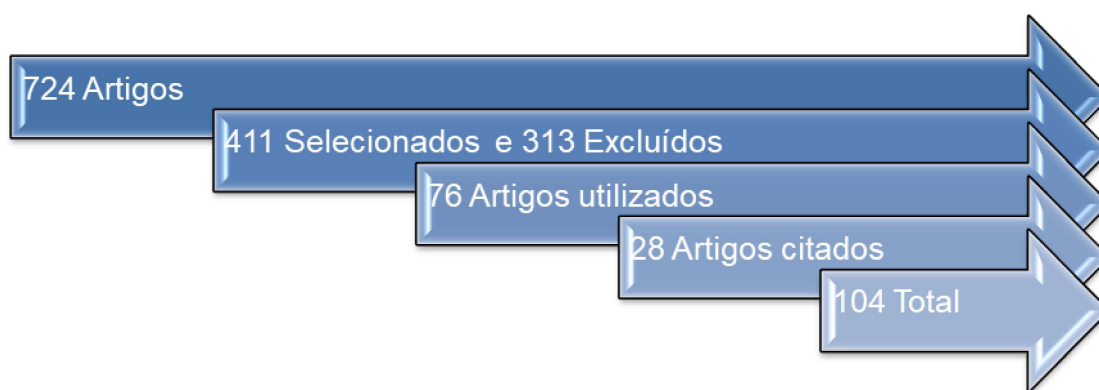 724 Artigos
411 Selecionados e 313 Excluídos
76 Artigos utilizados
28 Artigos citados
104 Total